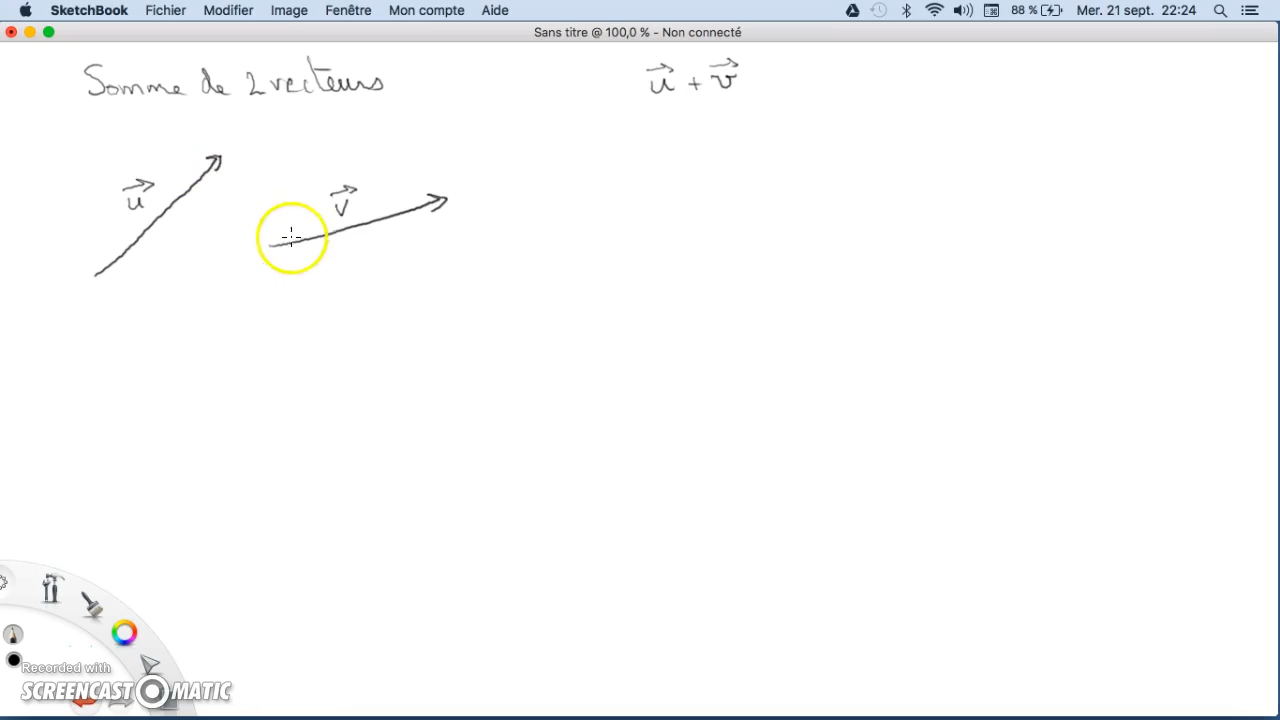 SketchBook Fichier Modifier Image Fenêtre Mon compte Aide 88 % Mer. 21 sept. 22:24
Sans titre @ 100,0 % - Non connecté
Somme de 2 vecteurs u + v
u
v
Recorded with
SCREENCAST MATIC